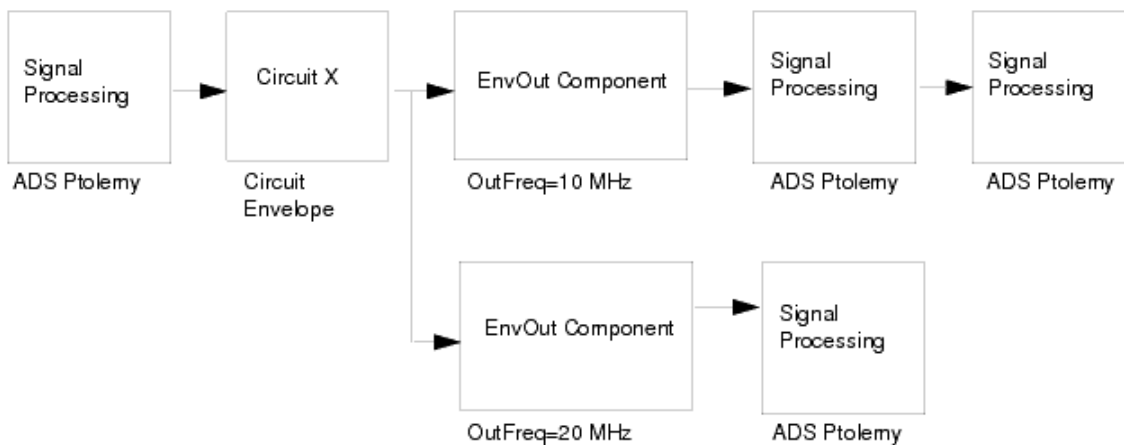 Signal
Processing
ADS Ptolemy
Circuit X
Circuit
Envelope
EnvOut Component
OutFreq=10 MHz
Signal
Processing
ADS Ptolemy
Signal
Processing
ADS Ptolemy
EnvOut Component
OutFreq=20 MHz
Signal
Processing
ADS Ptolemy